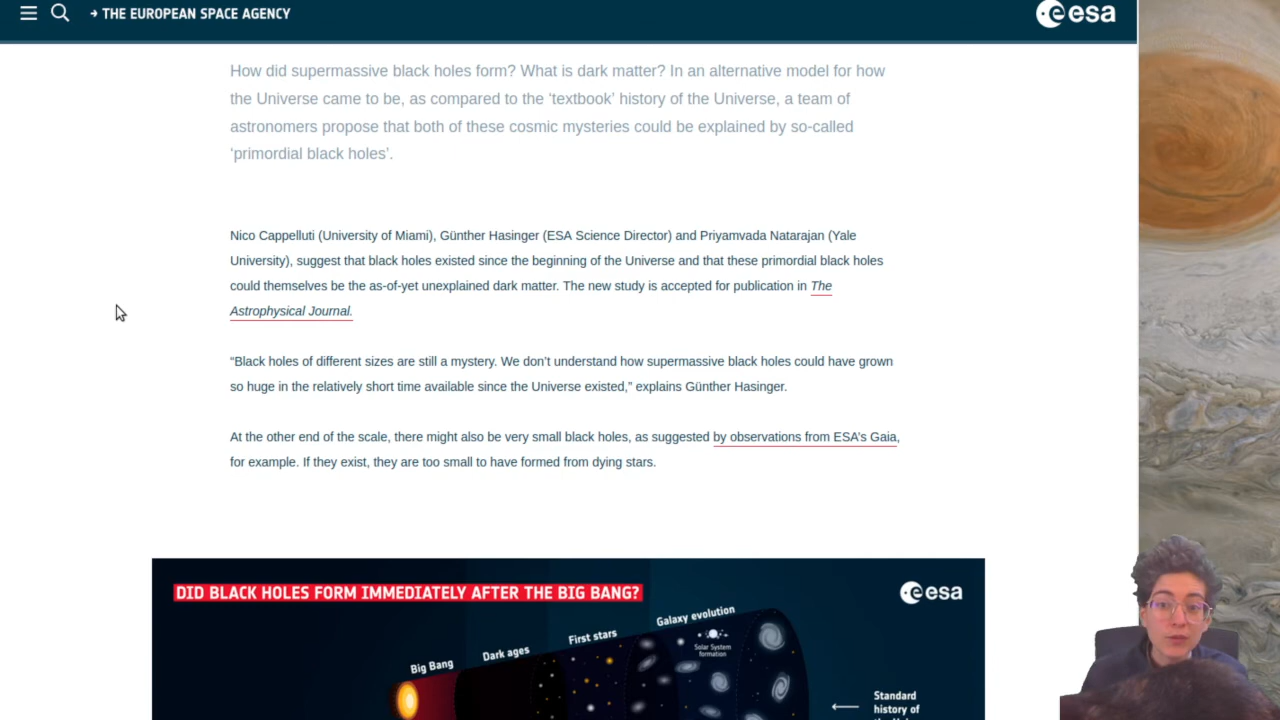 → THE EUROPEAN SPACE AGENCY
esa
How did supermassive black holes form? What is dark matter? In an alternative model for how
the Universe came to be, as compared to the ‘textbook’ history of the Universe, a team of
astronomers propose that both of these cosmic mysteries could be explained by so-called
‘primordial black holes’.
Nico Cappelluti (University of Miami), Günther Hasinger (ESA Science Director) and Priyamvada Natarajan (Yale
University), suggest that black holes existed since the beginning of the Universe and that these primordial black holes
could themselves be the as-of-yet unexplained dark matter. The new study is accepted for publication in The
Astrophysical Journal.
“Black holes of different sizes are still a mystery. We don’t understand how supermassive black holes could have grown
so huge in the relatively short time available since the Universe existed,” explains Günther Hasinger.
At the other end of the scale, there might also be very small black holes, as suggested by observations from ESA’s Gaia,
for example. If they exist, they are too small to have formed from dying stars.
DID BLACK HOLES FORM IMMEDIATELY AFTER THE BIG BANG?
esa
Big Bang
Dark ages
First stars
Galaxy evolution
Solar System
formation
Standard
history of